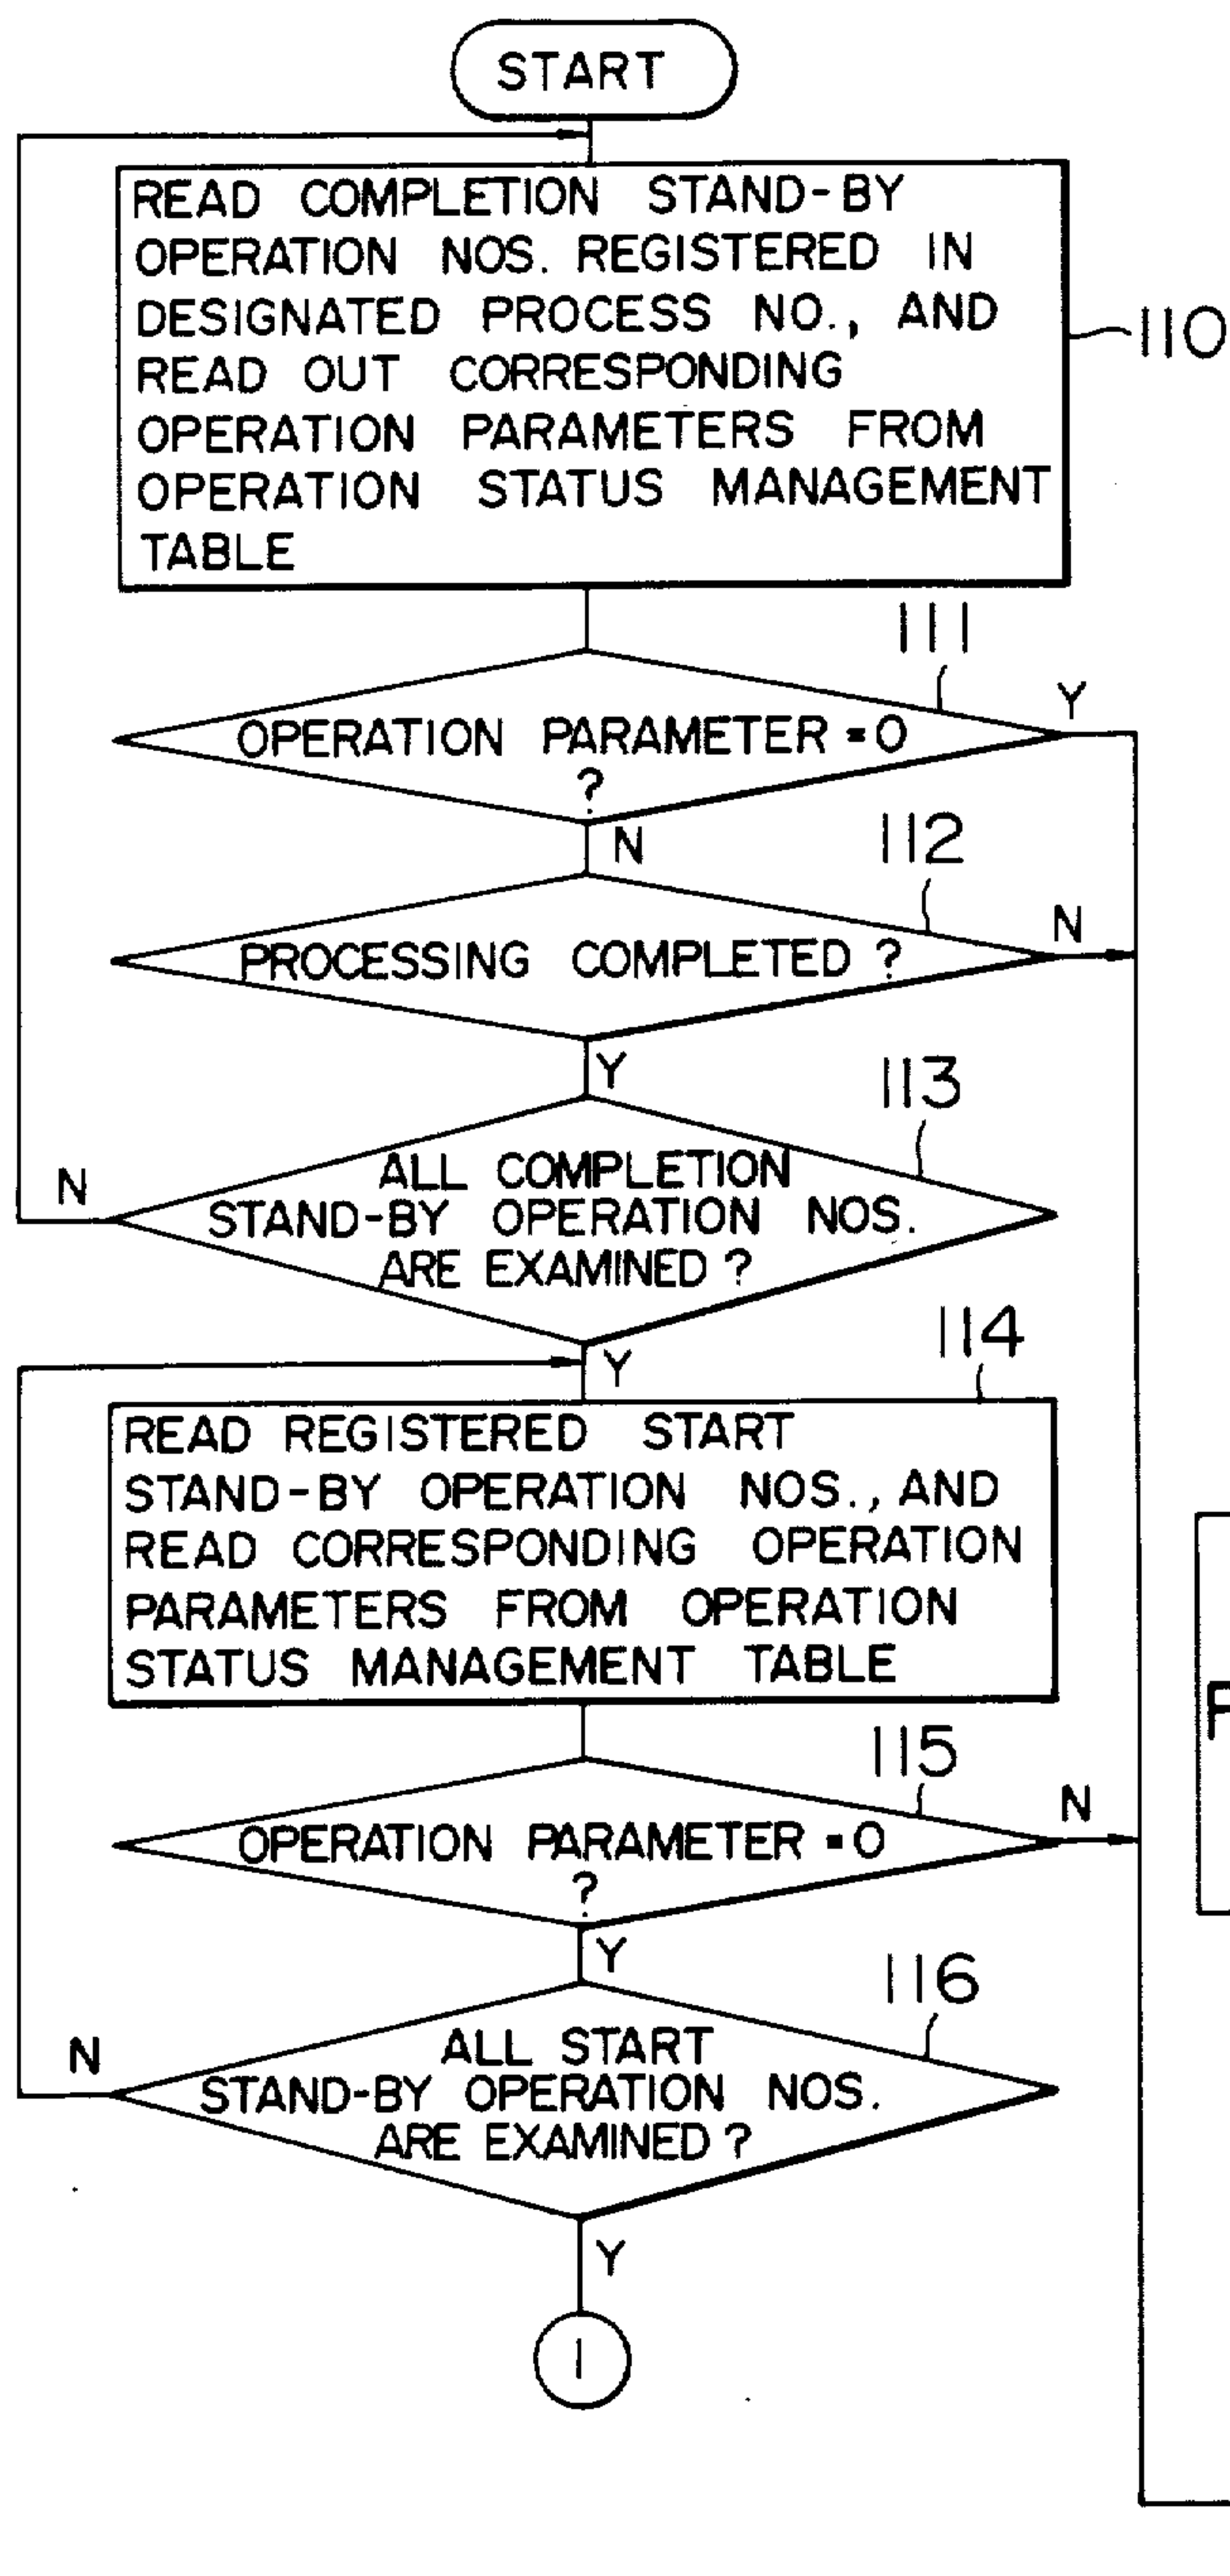 START
READ COMPLETION STAND-BY
OPERATION NOS. REGISTERED IN
DESIGNATED PROCESS NO., AND
READ OUT CORRESPONDING
OPERATION PARAMETERS FROM
OPERATION STATUS MANAGEMENT
TABLE
110
111
OPERATION PARAMETER = 0
?
Y
N
112
PROCESSING COMPLETED ?
N
Y
113
ALL COMPLETION
STAND-BY OPERATION NOS.
ARE EXAMINED ?
N
Y
114
READ REGISTERED START
STAND-BY OPERATION NOS., AND
READ CORRESPONDING OPERATION
PARAMETERS FROM OPERATION
STATUS MANAGEMENT TABLE
115
OPERATION PARAMETER = 0
?
N
Y
116
ALL START
STAND-BY OPERATION NOS.
ARE EXAMINED ?
N
Y
1